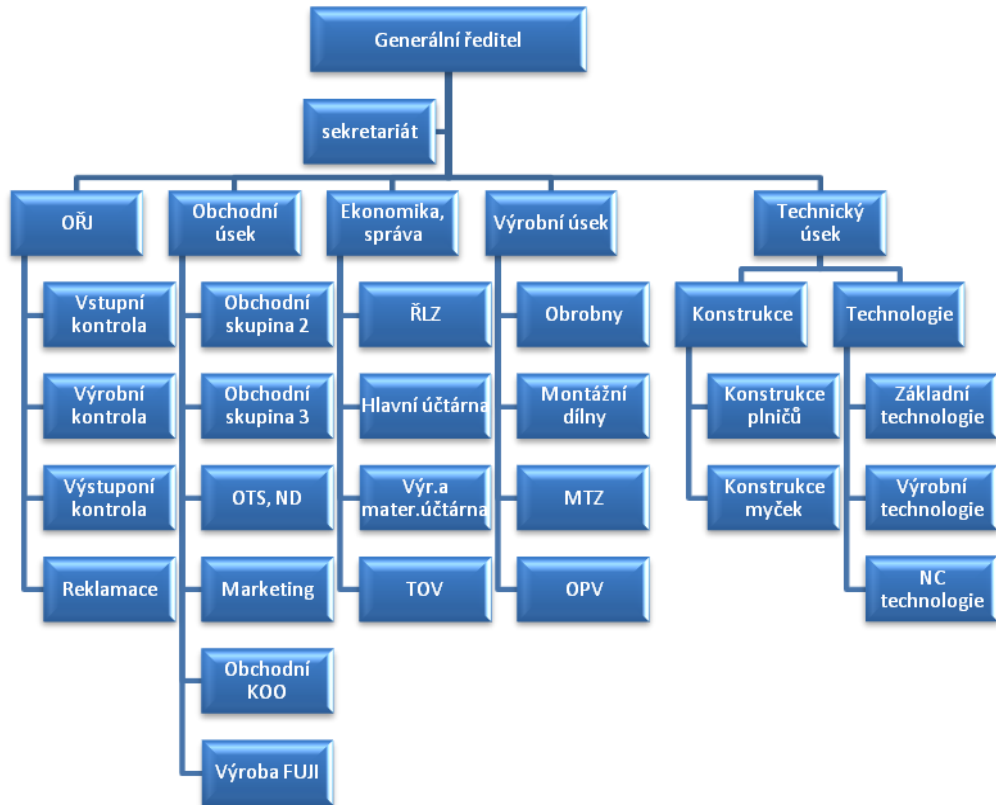 Generální ředitel
sekretariát
OŘJ
Obchodní
úsek
Ekonomika,
správa
Výrobní úsek
Technický
úsek
Vstupní
kontrola
Výrobní
kontrola
Výstuponí
kontrola
Reklamace
Obchodní
skupina 2
Obchodní
skupina 3
OTS, ND
Marketing
Obchodní
KOO
Výroba FUJI
ŘLZ
Hlavní účtárna
Výr.a
mater.účtárna
TOV
Obrobny
Montážní
dílny
MTZ
OPV
Konstrukce
Konstrukce
plničů
Konstrukce
myček
Technologie
Základní
technologie
Výrobní
technologie
NC
technologie